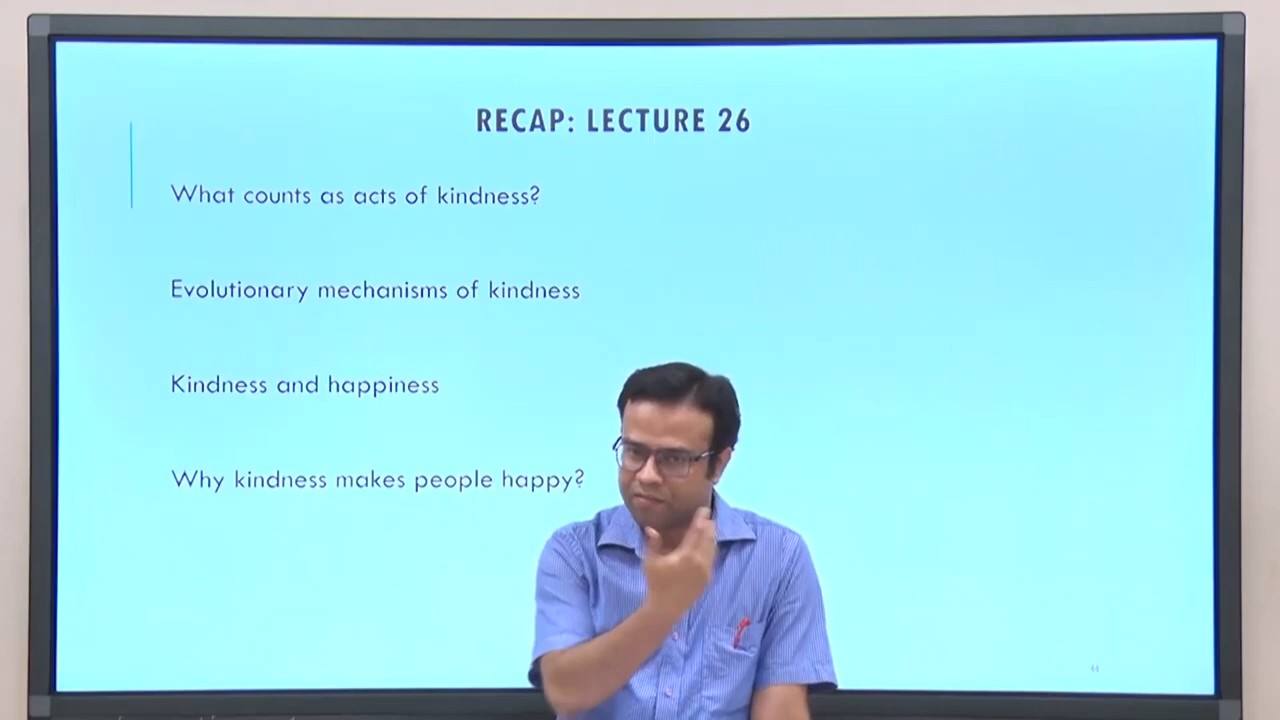 RECAP: LECTURE 26
What counts as acts of kindness?
Evolutionary mechanisms of kindness
Kindness and happiness
Why kindness makes people happy?